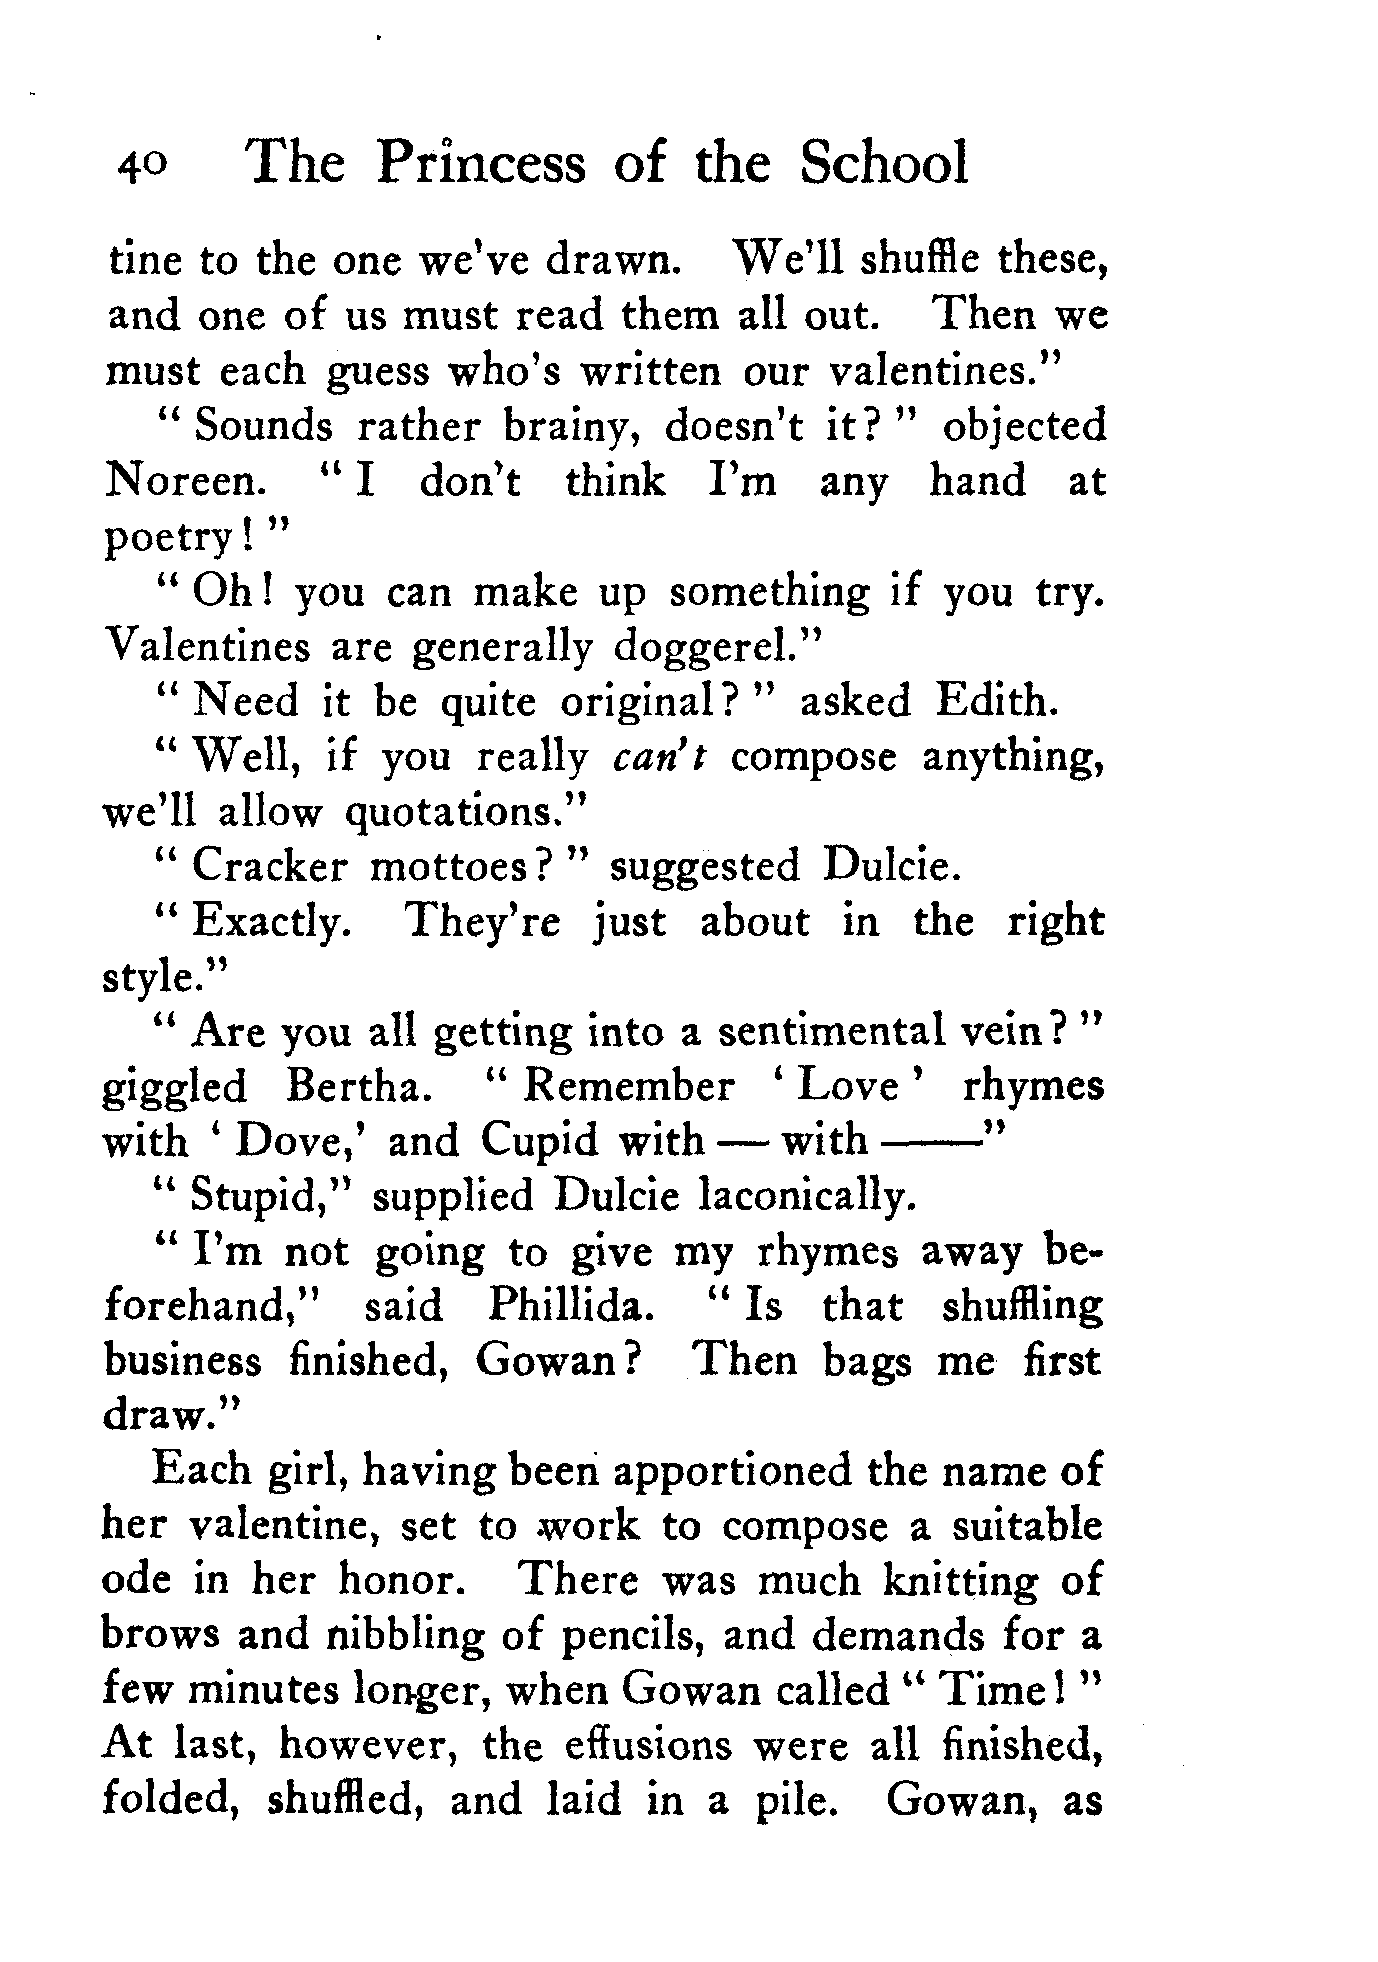 40 The Princess of the School
tine to the one we've drawn. We'll shuffle these,
and one of us must read them all out. Then we
must each guess who's written our valentines."
" Sounds rather brainy, doesn't it? " objected
Noreen. " I don't think I'm any hand at
poetry! "
" Oh! you can make up something if you try.
Valentines are generally doggerel."
" Need it be quite original? " asked Edith.
" Well, if you really can't compose anything,
we'll allow quotations."
" Cracker mottoes? " suggested Dulcie.
" Exactly. They're just about in the right
style."
" Are you all getting into a sentimental vein? "
giggled Bertha. " Remember ' Love ' rhymes
with ' Dove,' and Cupid with — with ——"
" Stupid," supplied Dulcie laconically.
" I'm not going to give my rhymes away be-
forehand," said Phillida. " Is that shuffling
business finished, Gowan? Then bags me first
draw."
Each girl, having been apportioned the name of
her valentine, set to work to compose a suitable
ode in her honor. There was much knitting of
brows and nibbling of pencils, and demands for a
few minutes longer, when Gowan called " Time! "
At last, however, the effusions were all finished,
folded, shuffled, and laid in a pile. Gowan, as